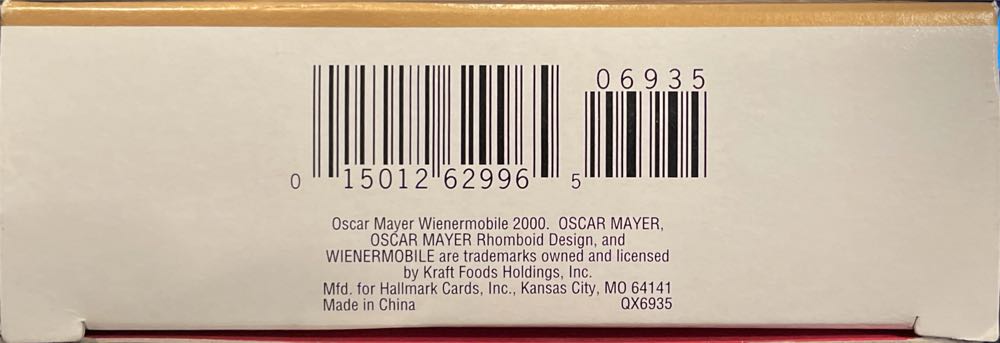 06935
0 15012 62996 5
Oscar Mayer Wienermobile 2000. OSCAR MAYER,
OSCAR MAYER Rhomboid Design, and
WIENERMOBILE are trademarks owned and licensed
by Kraft Foods Holdings, Inc.
Mfd. for Hallmark Cards, Inc., Kansas City, MO 64141
Made in China QX6935